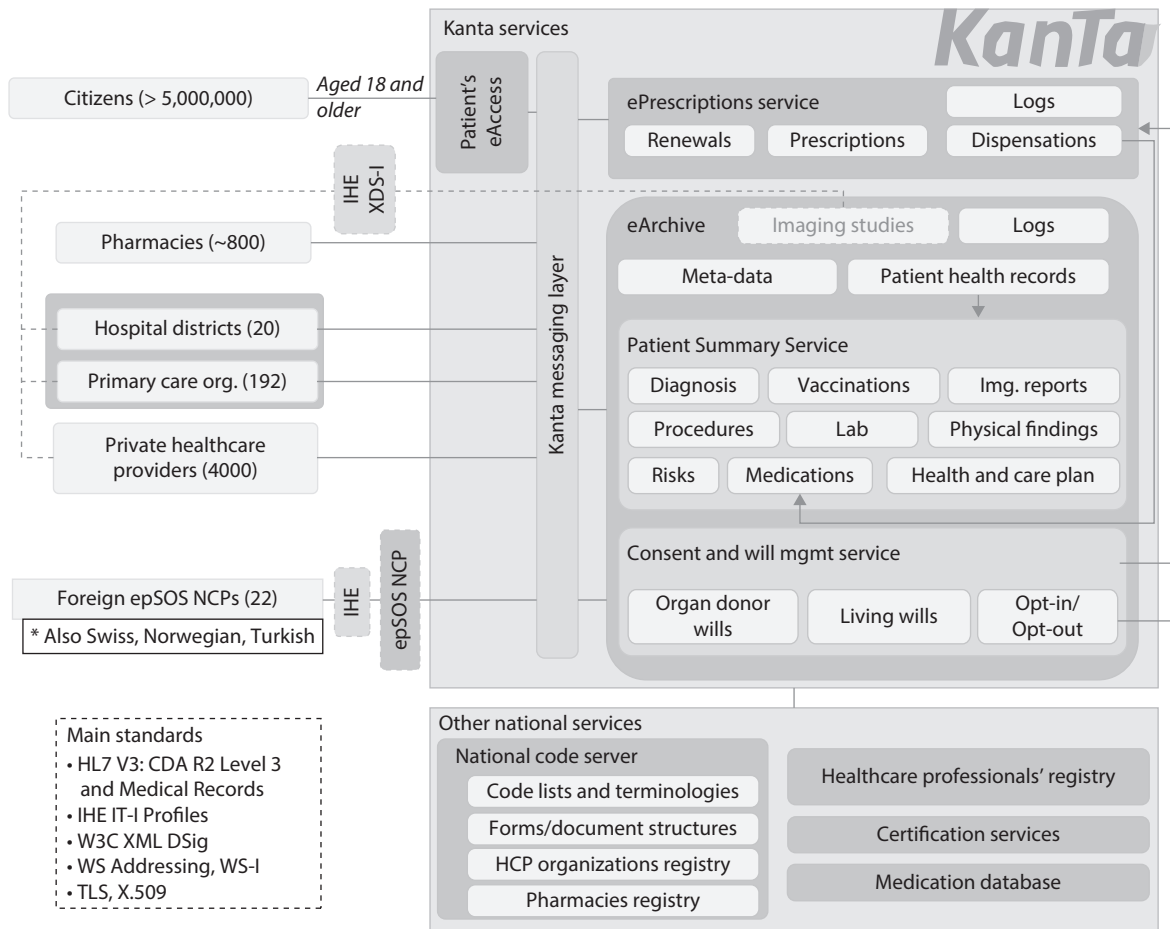 Kanta services
KanTa
Citizens (> 5,000,000)
Aged 18 and
older
Patient's
eAccess
ePrescriptions service
Logs
Renewals
Prescriptions
Dispensations
IHE
XDS-I
Pharmacies (~800)
Kanta messaging layer
eArchive
Imaging studies
Logs
Meta-data
Patient health records
Hospital districts (20)
Primary care org. (192)
Private healthcare
providers (4000)
Patient Summary Service
Diagnosis
Vaccinations
Img. reports
Procedures
Lab
Physical findings
Risks
Medications
Health and care plan
Foreign epSOS NCPs (22)
* Also Swiss, Norwegian, Turkish
IHE
epSOS NCP
Consent and will mgmt service
Organ donor
wills
Living wills
Opt-in/
Opt-out
Main standards
• HL7 V3: CDA R2 Level 3
and Medical Records
• IHE IT-I Profiles
• W3C XML DSig
• WS Addressing, WS-I
• TLS, X.509
Other national services
National code server
Code lists and terminologies
Forms/document structures
HCP organizations registry
Pharmacies registry
Healthcare professionals' registry
Certification services
Medication database